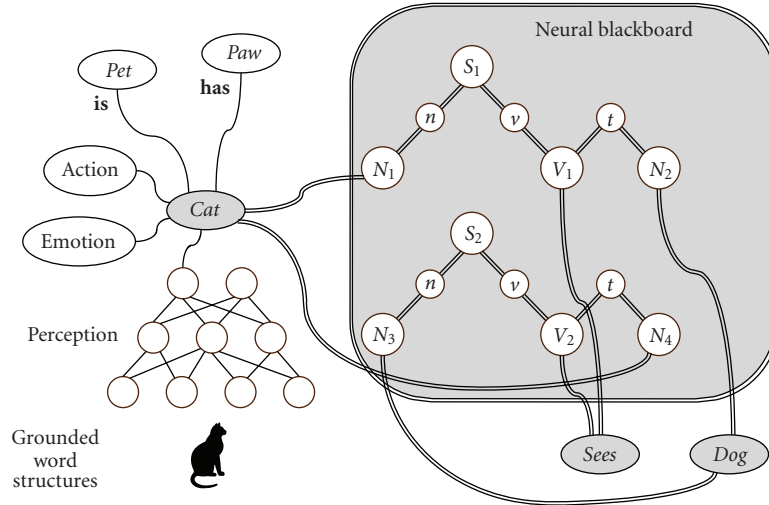 Neural blackboard
Pet
Paw
is
has
S1
n
v
t
Action
N1
V1
N2
Cat
Emotion
S2
n
v
t
Perception
N3
V2
N4
Grounded
word
structures
Sees
Dog